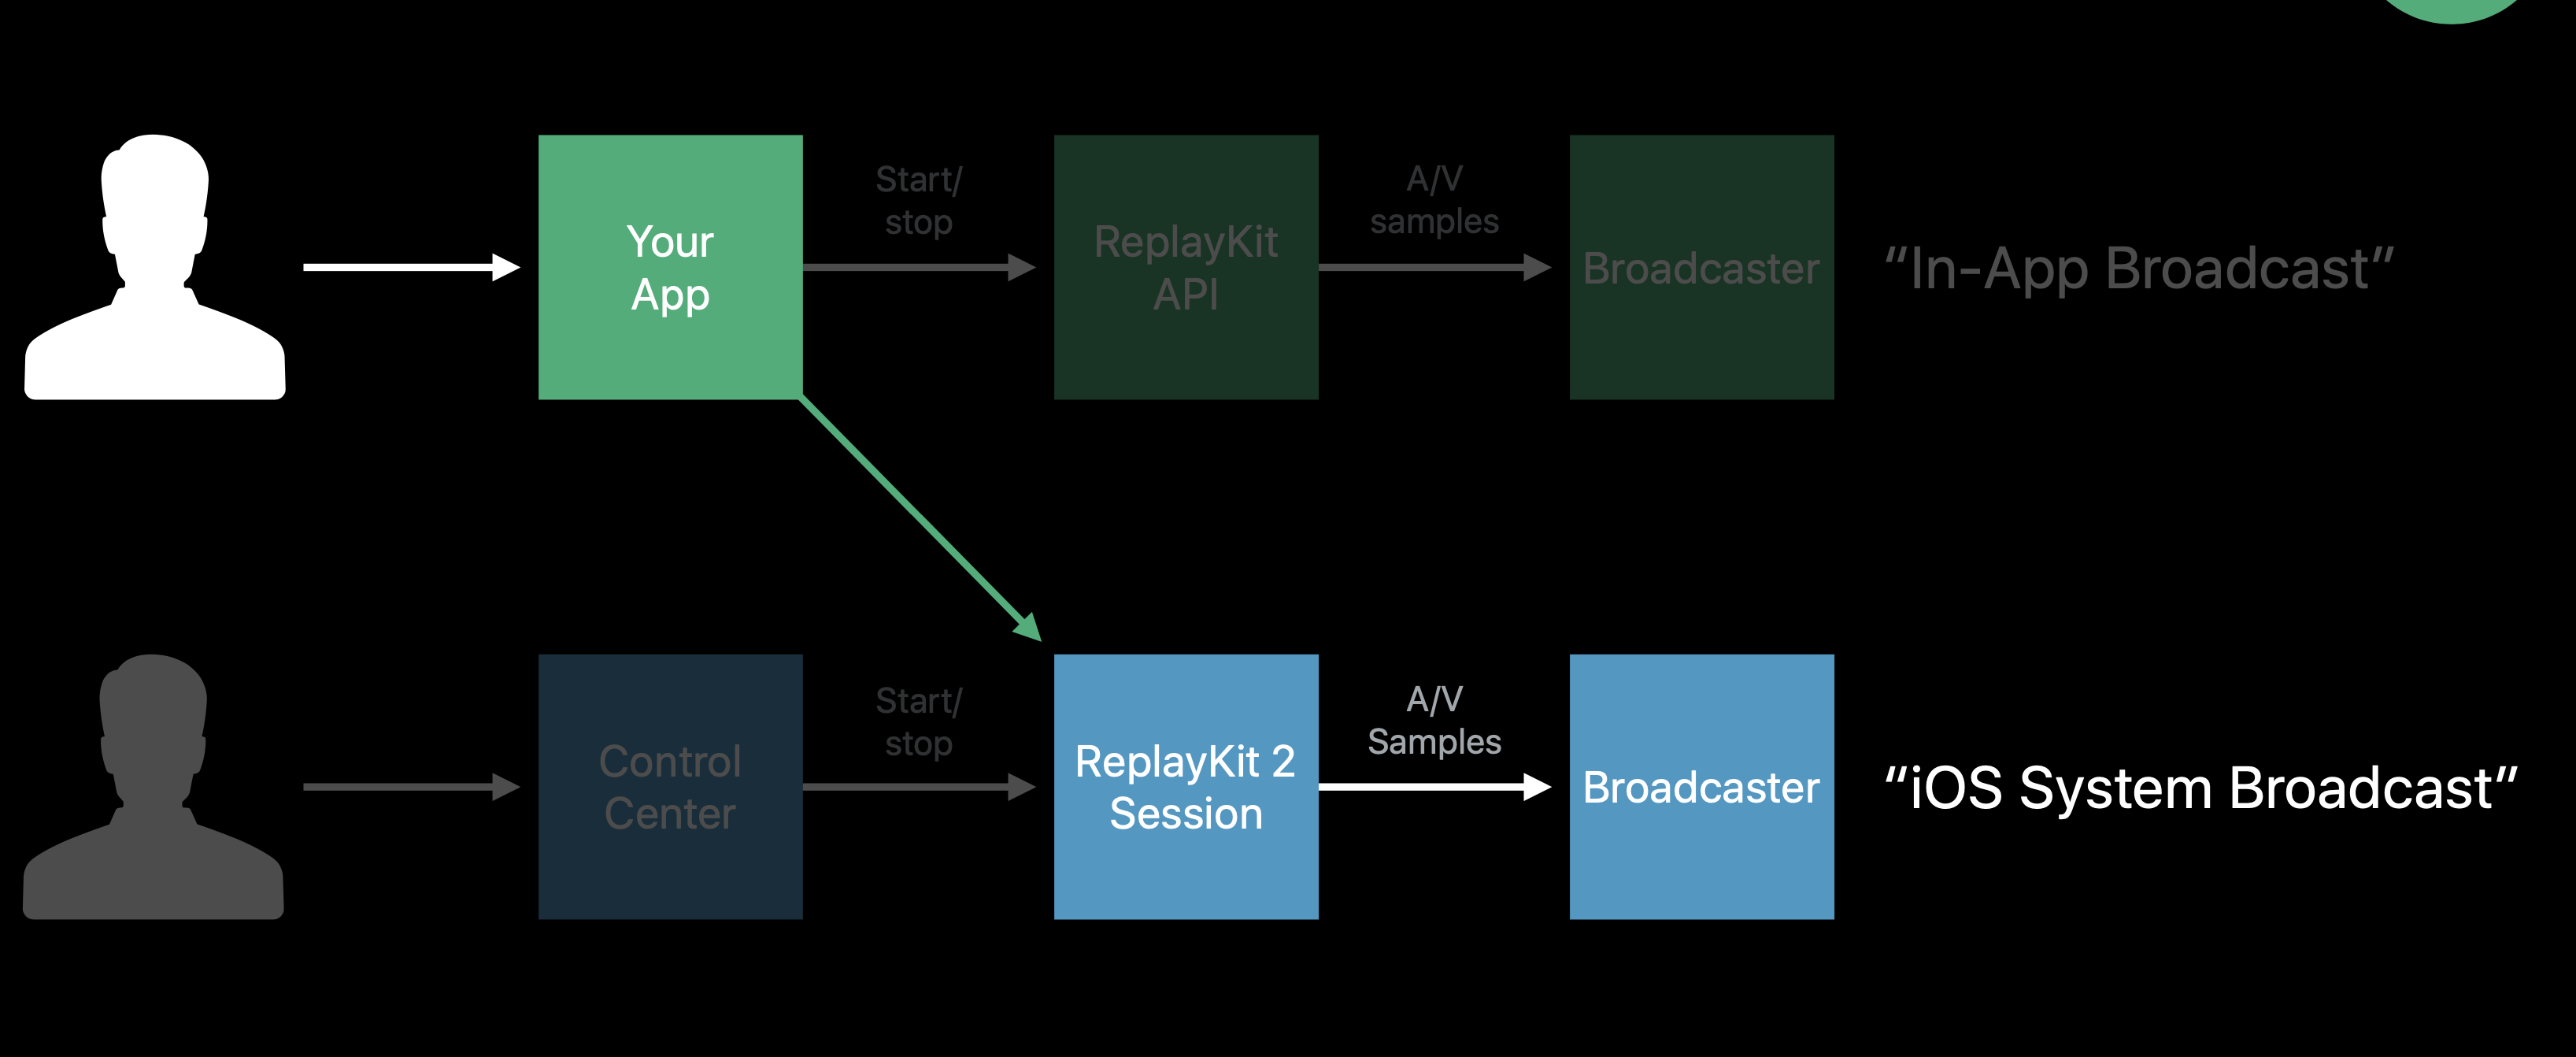 Your
App
Start/
stop
ReplayKit
API
A/V
samples
Broadcaster
“In-App Broadcast”
Control
Center
Start/
stop
ReplayKit 2
Session
A/V
Samples
Broadcaster
“iOS System Broadcast”